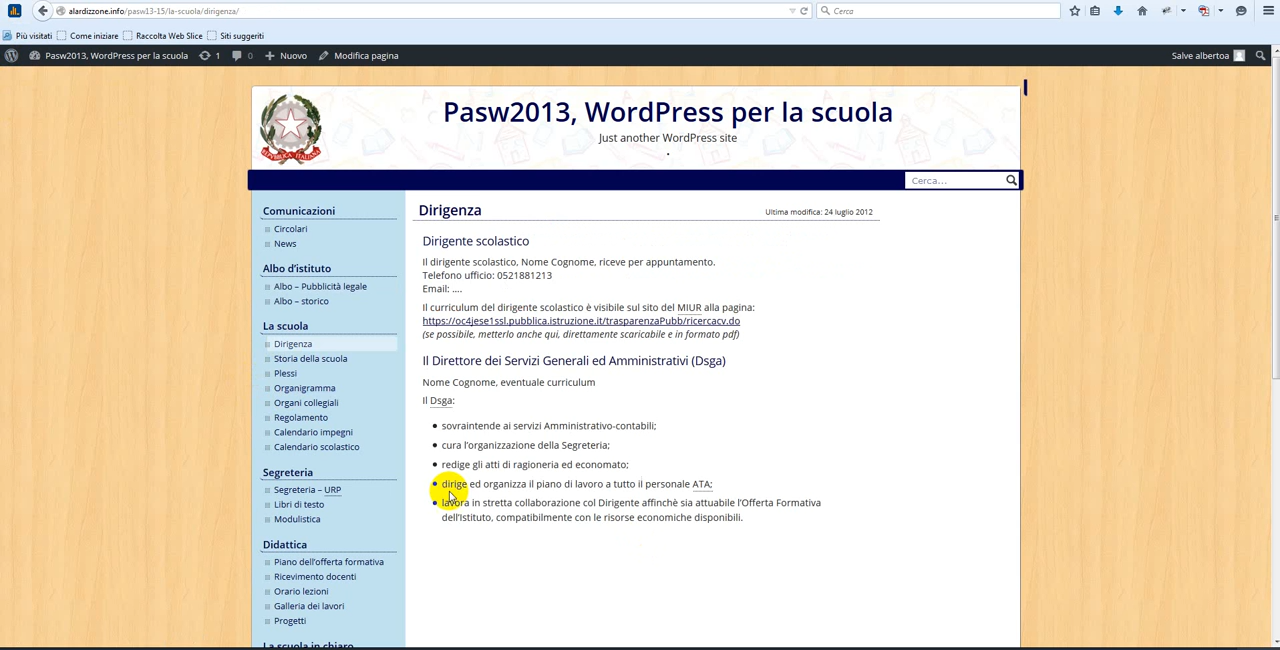 alardizzone.info/pasw13-15/la-scuola/dirigenza/
Cerca
Più visitati Come iniziare Raccolta Web Slice Siti suggeriti
Pasw2013, WordPress per la scuola 1 0 Nuovo Modifica pagina Salve albertoa
Pasw2013, WordPress per la scuola
Just another WordPress site
REPVBBLICA ITALIANA
Cerca...
Comunicazioni
Circolari
News
Albo d'istituto
Albo – Pubblicità legale
Albo – storico
La scuola
Dirigenza
Storia della scuola
Plessi
Organigramma
Organi collegiali
Regolamento
Calendario impegni
Calendario scolastico
Segreteria
Segreteria – URP
Libri di testo
Modulistica
Didattica
Piano dell'offerta formativa
Ricevimento docenti
Orario lezioni
Galleria dei lavori
Progetti
La scuola in chiaro
Dirigenza
Ultima modifica: 24 luglio 2012
Dirigente scolastico
Il dirigente scolastico, Nome Cognome, riceve per appuntamento.
Telefono ufficio: 0521881213
Email: ....
Il curriculum del dirigente scolastico è visibile sul sito del MIUR alla pagina:
https://oc4jese1ssl.pubblica.istruzione.it/trasparenzaPubb/ricercacv.do
(se possibile, metterlo anche qui, direttamente scaricabile e in formato pdf)
Il Direttore dei Servizi Generali ed Amministrativi (Dsga)
Nome Cognome, eventuale curriculum
Il Dsga:
sovraintende ai servizi Amministrativo-contabili;
cura l'organizzazione della Segreteria;
redige gli atti di ragioneria ed economato;
dirige ed organizza il piano di lavoro a tutto il personale ATA;
lavora in stretta collaborazione col Dirigente affinchè sia attuabile l'Offerta Formativa
dell'Istituto, compatibilmente con le risorse economiche disponibili.